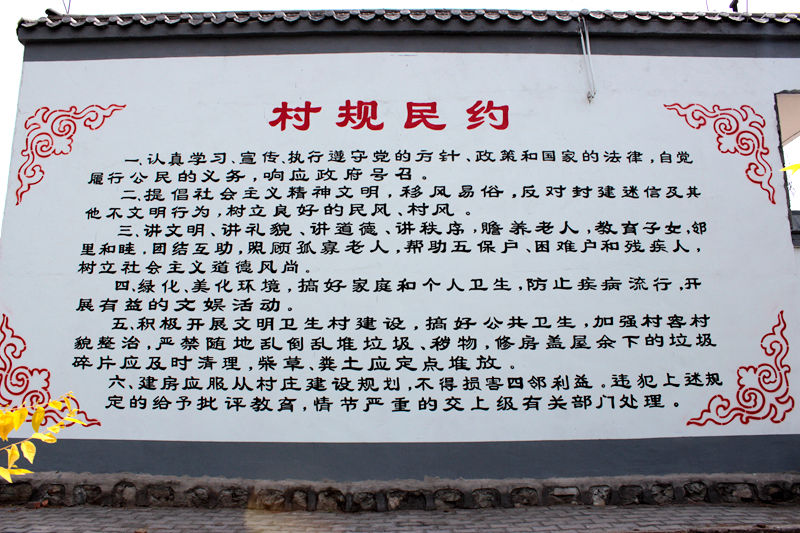 村规民约
一、认真学习、宣传、执行遵守党的方针、政策和国家的法律，自觉
履行公民的义务，响应政府号召。
二、提倡社会主义精神文明，移风易俗，反对封建迷信及其
他不文明行为，树立良好的民风、村风。
三、讲文明、讲礼貌、讲道德、讲秩序，赡养老人，教育子女，邻
里和睦，团结互助，照顾孤寡老人，帮助五保户、困难户和残疾人，
树立社会主义道德风尚。
四、绿化、美化环境，搞好家庭和个人卫生，防止疾病流行，开
展有益的文娱活动。
五、积极开展文明卫生村建设，搞好公共卫生，加强村容村
貌整治，严禁随地乱倒乱堆垃圾、秽物，修房盖屋余下的垃圾
碎片应及时清理，柴草、粪土应定点堆放。
六、建房应服从村庄建设规划，不得损害四邻利益。违犯上述规
定的给予批评教育，情节严重的交上级有关部门处理。